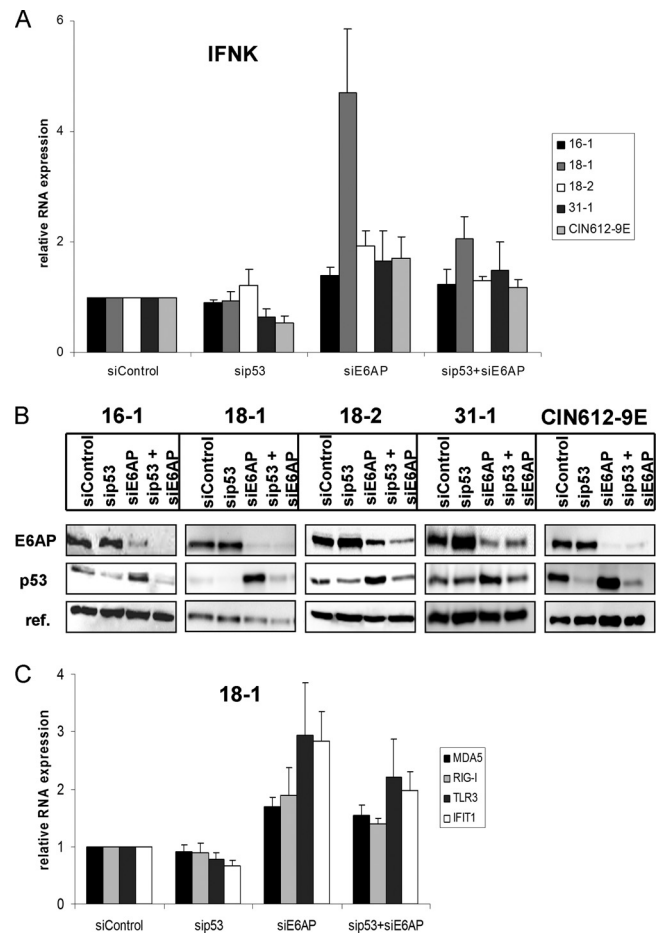 A
IFNK
relative RNA expression
6
4
2
0
siControl
sip53
siE6AP
sip53+siE6AP
16-1
18-1
18-2
31-1
CIN612-9E
B
16-1
18-1
18-2
31-1
CIN612-9E
siControl
sip53
siE6AP
sip53 +
siE6AP
siControl
sip53
siE6AP
sip53 +
siE6AP
siControl
sip53
siE6AP
sip53 +
siE6AP
siControl
sip53
siE6AP
sip53 +
siE6AP
siControl
sip53
siE6AP
sip53 +
siE6AP
E6AP
p53
ref.
C
18-1
relative RNA expression
4
3
2
1
0
siControl
sip53
siE6AP
sip53+siE6AP
MDA5
RIG-I
TLR3
IFIT1